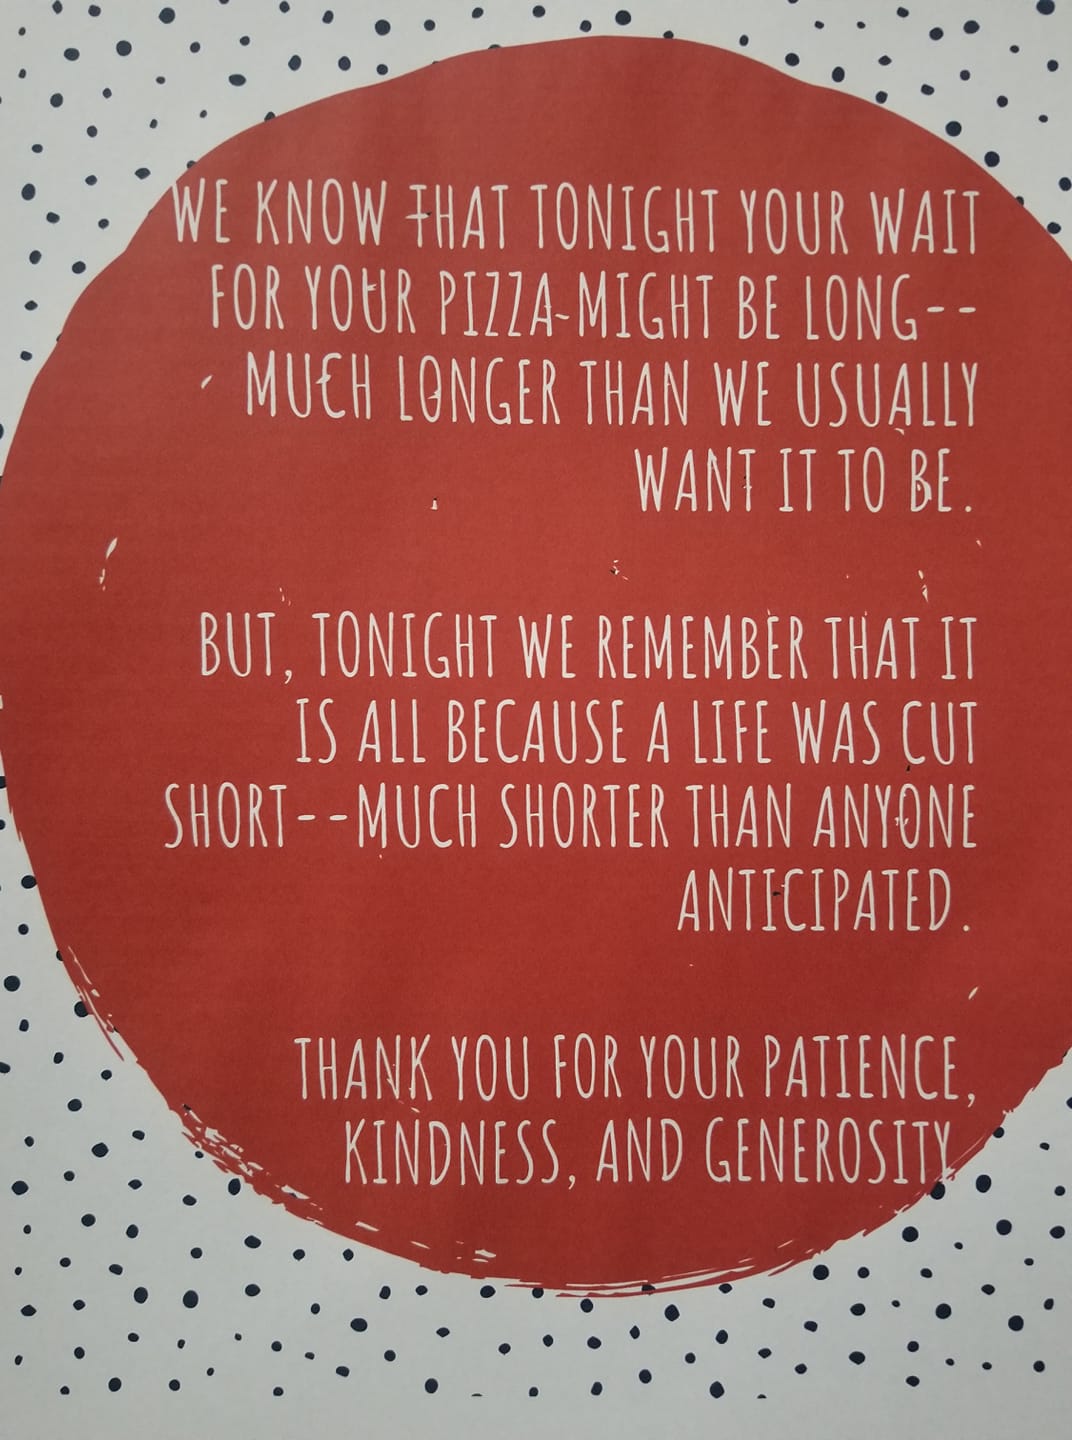 WE KNOW THAT TONIGHT YOUR WAIT
FOR YOUR PIZZA MIGHT BE LONG--
MUCH LONGER THAN WE USUALLY
WANT IT TO BE.
BUT, TONIGHT WE REMEMBER THAT IT
IS ALL BECAUSE A LIFE WAS CUT
SHORT--MUCH SHORTER THAN ANYONE
ANTICIPATED.
THANK YOU FOR YOUR PATIENCE,
KINDNESS, AND GENEROSITY.